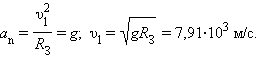 aₙ = υ₁²/R₃ = g; υ₁ = √(gR₃) = 7,91·10³ м/с.